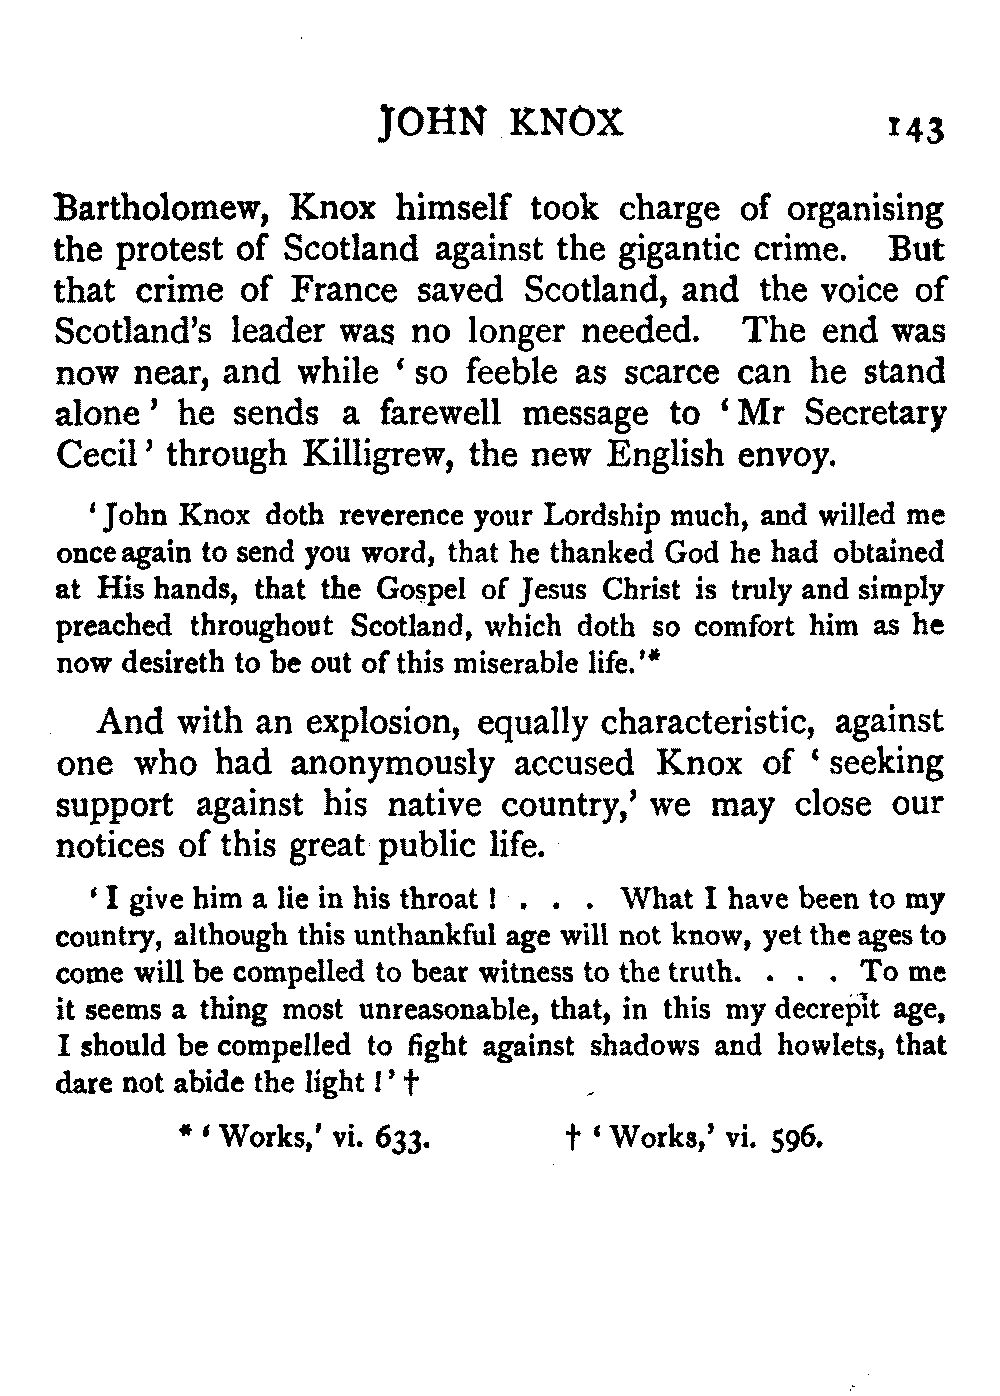 JOHN KNOX 143
Bartholomew, Knox himself took charge of organising
the protest of Scotland against the gigantic crime. But
that crime of France saved Scotland, and the voice of
Scotland's leader was no longer needed. The end was
now near, and while ‘ so feeble as scarce can he stand
alone ’ he sends a farewell message to ‘ Mr Secretary
Cecil ’ through Killigrew, the new English envoy.
‘ John Knox doth reverence your Lordship much, and willed me
once again to send you word, that he thanked God he had obtained
at His hands, that the Gospel of Jesus Christ is truly and simply
preached throughout Scotland, which doth so comfort him as he
now desireth to be out of this miserable life.’*
And with an explosion, equally characteristic, against
one who had anonymously accused Knox of ‘ seeking
support against his native country,’ we may close our
notices of this great public life.
‘ I give him a lie in his throat ! . . . What I have been to my
country, although this unthankful age will not know, yet the ages to
come will be compelled to bear witness to the truth. . . . . To me
it seems a thing most unreasonable, that, in this my decrepit age,
I should be compelled to fight against shadows and howlets, that
dare not abide the light ! ’ †
* ‘ Works,’ vi. 633. † ‘ Works,’ vi. 596.